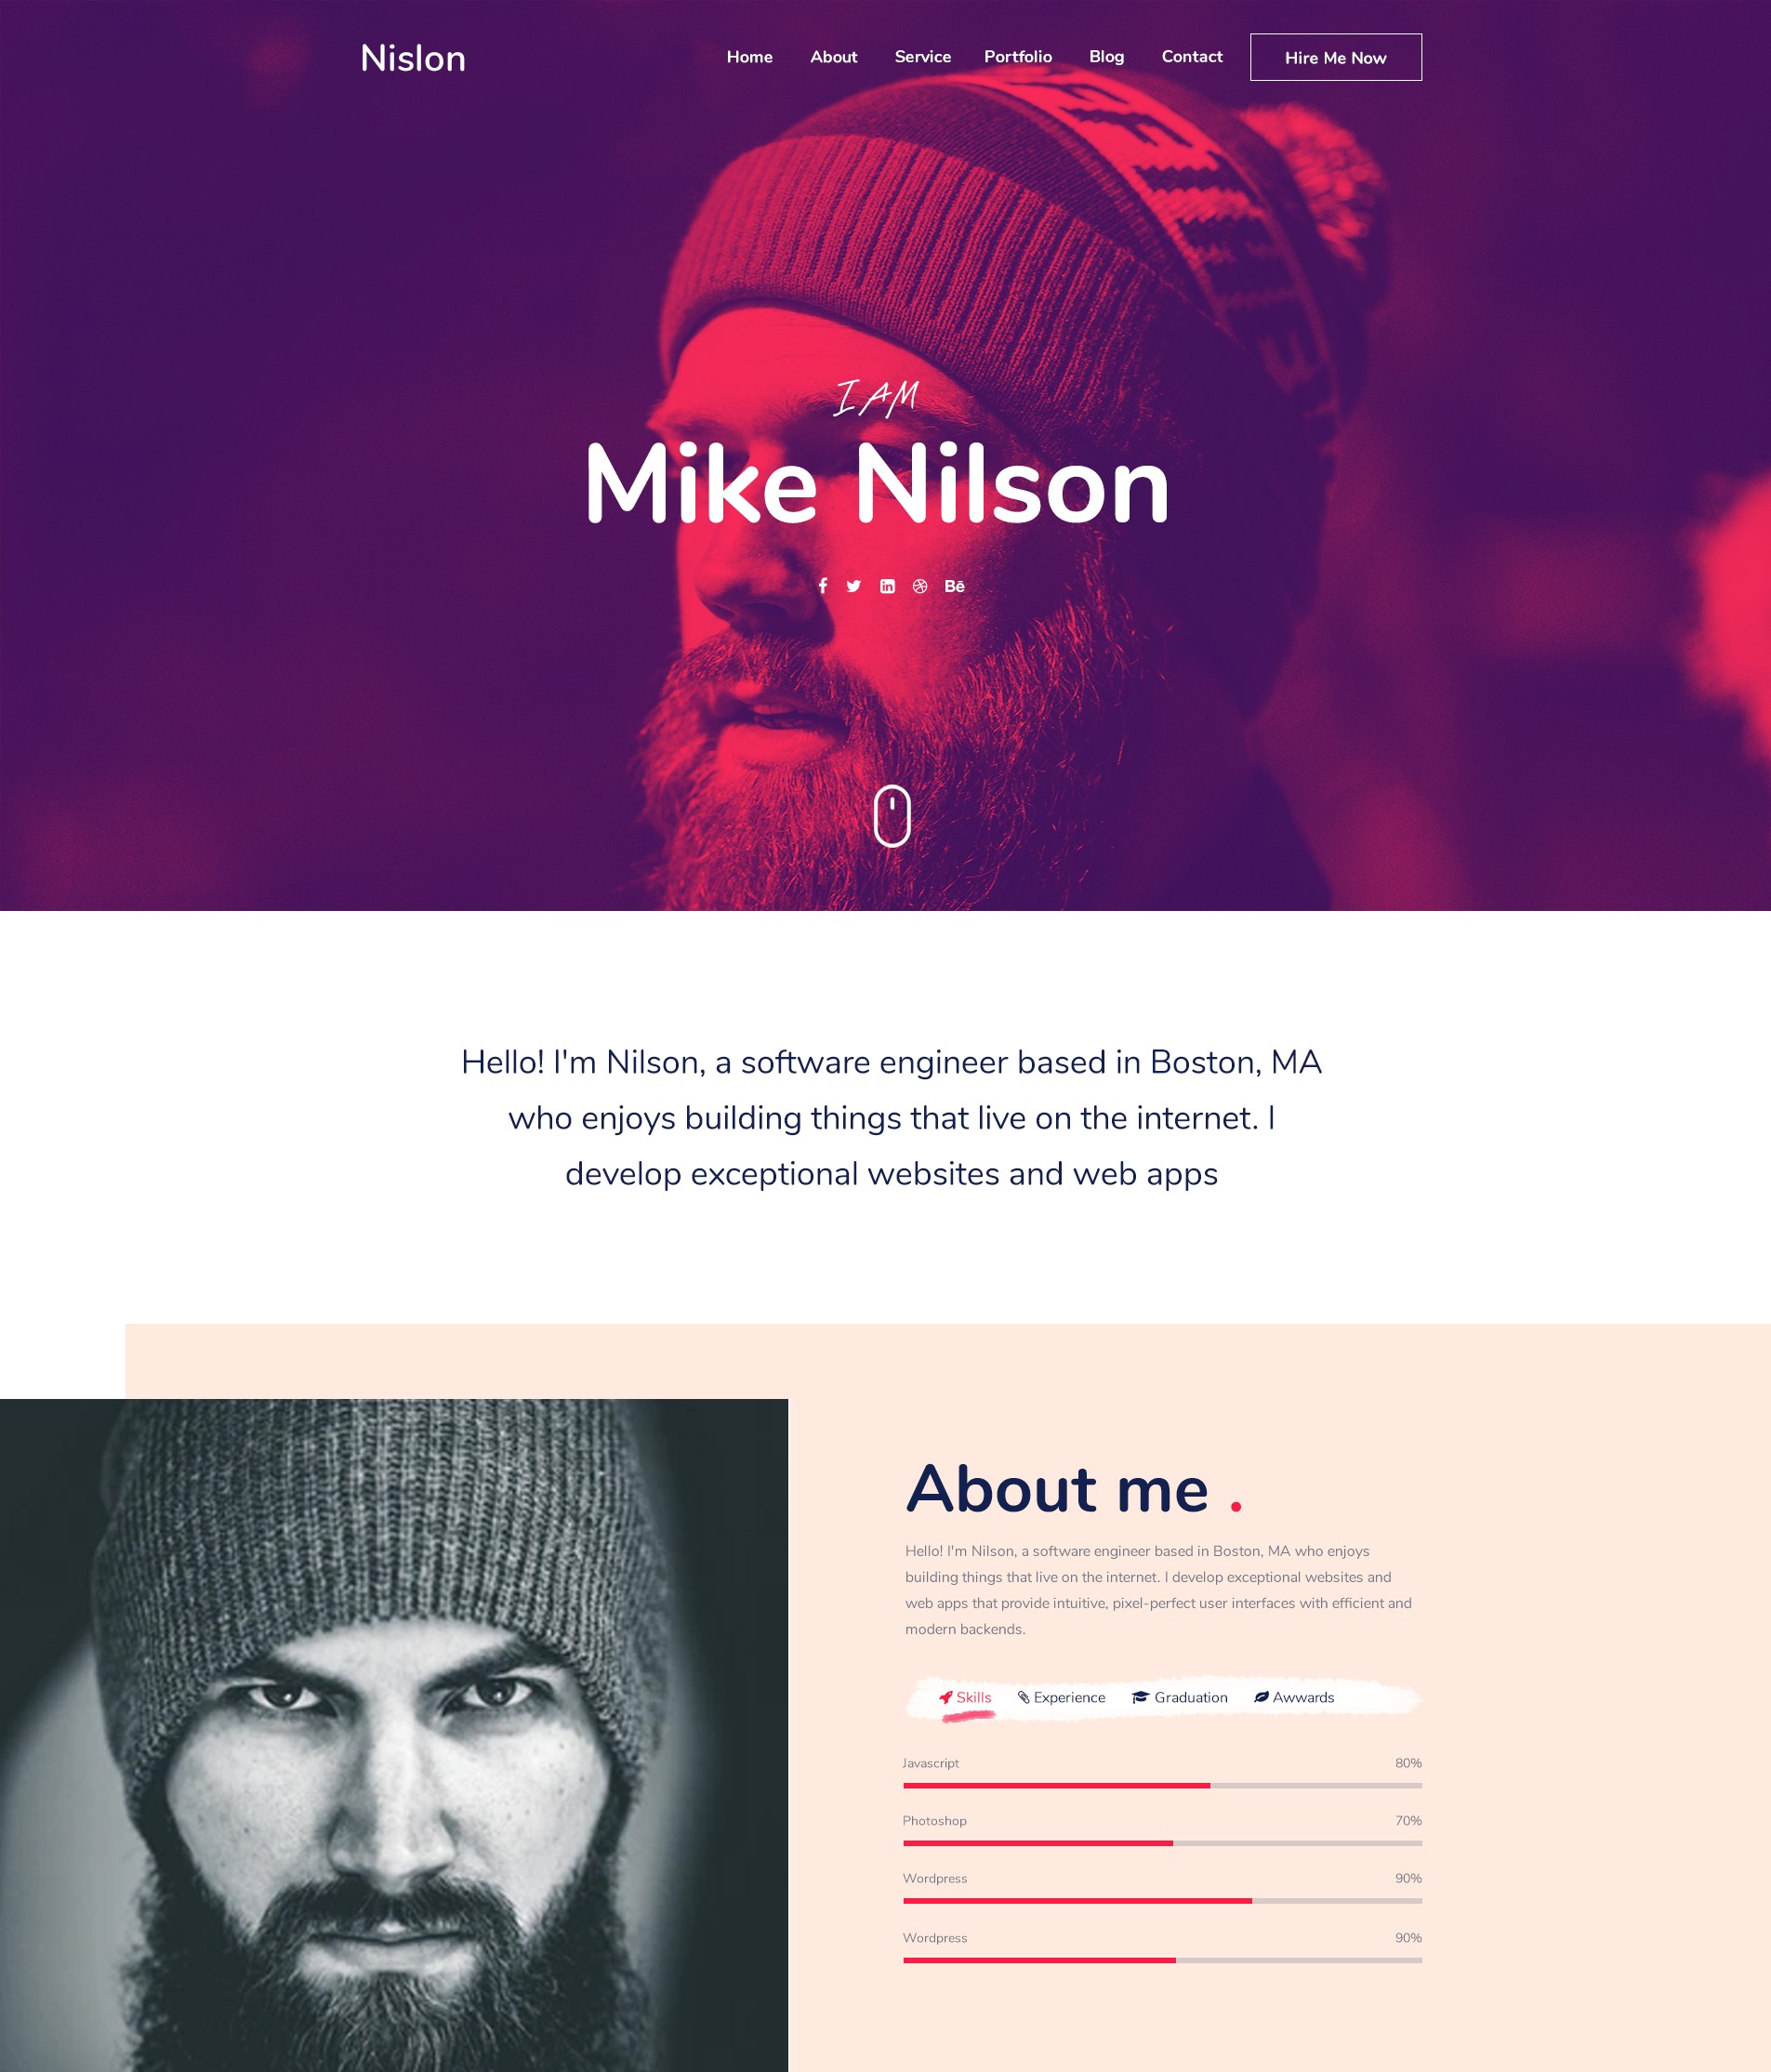 Nislon
Home About Service Portfolio Blog Contact Hire Me Now
I AM
Mike Nilson
Bē
Hello! I'm Nilson, a software engineer based in Boston, MA
who enjoys building things that live on the internet. I
develop exceptional websites and web apps
About me .
Hello! I'm Nilson, a software engineer based in Boston, MA who enjoys
building things that live on the internet. I develop exceptional websites and
web apps that provide intuitive, pixel-perfect user interfaces with efficient and
modern backends.
Skills Experience Graduation Awwards
Javascript 80%
Photoshop 70%
Wordpress 90%
Wordpress 90%